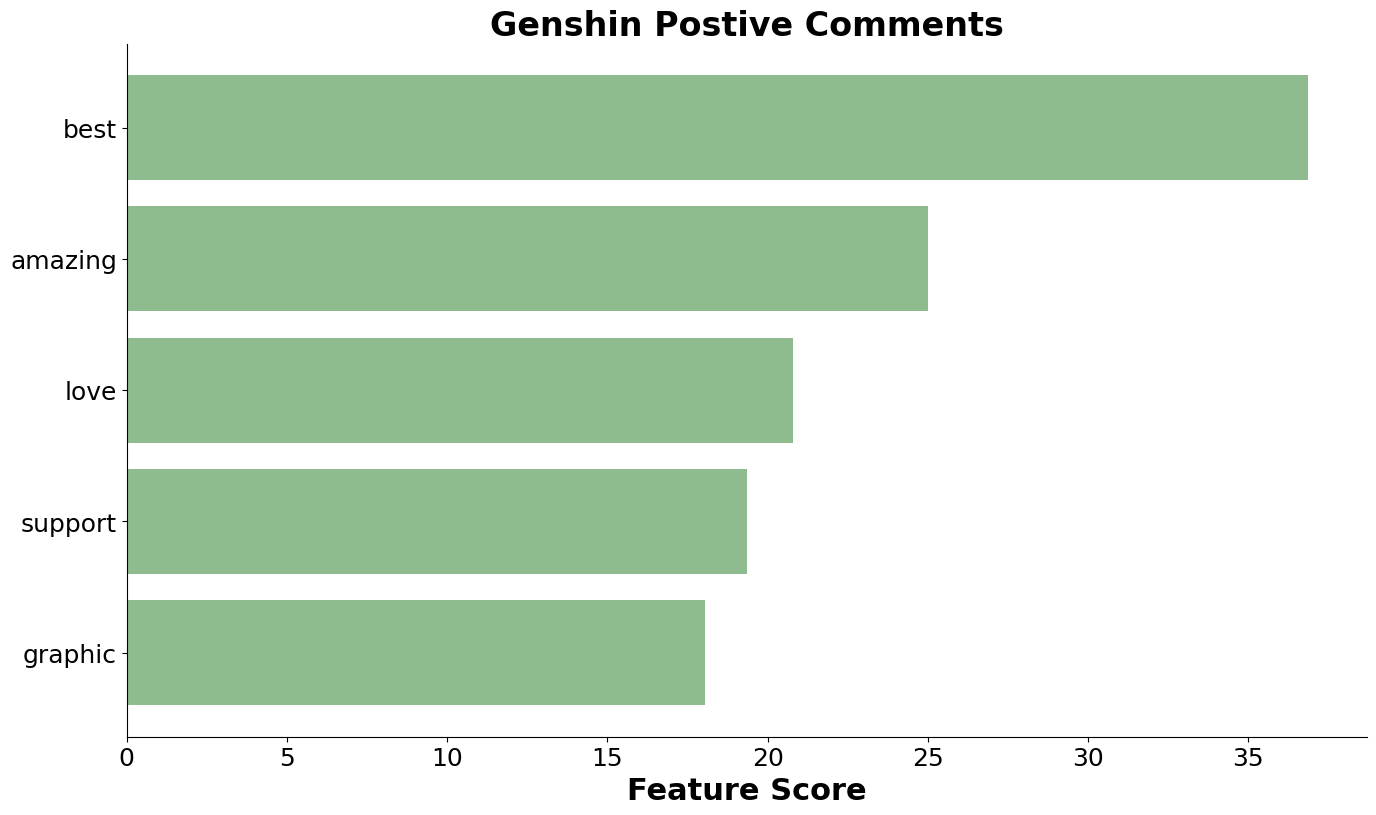 Genshin Postive Comments
best
amazing
love
support
graphic
0 5 10 15 20 25 30 35
Feature Score